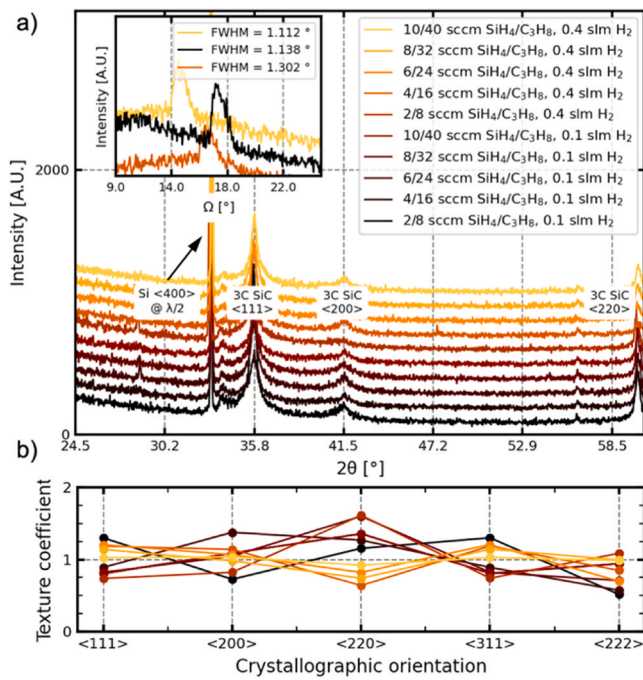 a)
FWHM = 1.112 °
FWHM = 1.138 °
FWHM = 1.302 °
Intensity [A.U.]
9.0 14.0 18.0 22.0
Ω [°]
10/40 sccm SiH₄/C₃H₈, 0.4 slm H₂
8/32 sccm SiH₄/C₃H₈, 0.4 slm H₂
6/24 sccm SiH₄/C₃H₈, 0.4 slm H₂
4/16 sccm SiH₄/C₃H₈, 0.4 slm H₂
2/8 sccm SiH₄/C₃H₈, 0.4 slm H₂
10/40 sccm SiH₄/C₃H₈, 0.1 slm H₂
8/32 sccm SiH₄/C₃H₈, 0.1 slm H₂
6/24 sccm SiH₄/C₃H₈, 0.1 slm H₂
4/16 sccm SiH₄/C₃H₈, 0.1 slm H₂
2/8 sccm SiH₄/C₃H₈, 0.1 slm H₂
Intensity [A.U.]
2000
0
Si <400>
@ λ/2
3C SiC
<111>
3C SiC
<200>
3C SiC
<220>
24.5 30.2 35.8 41.5 47.2 52.9 58.5
2θ [°]
b)
Texture coefficient
2
1
0
<111> <200> <220> <311> <222>
Crystallographic orientation